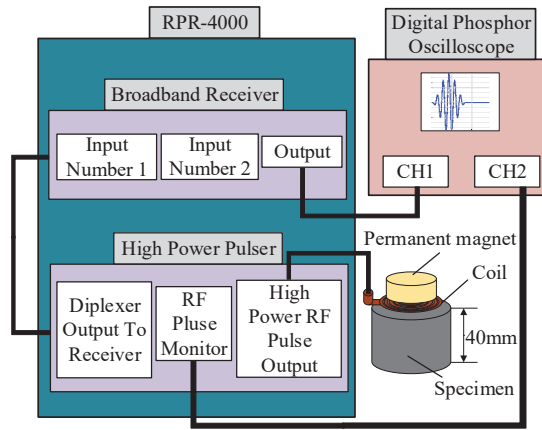 RPR-4000
Digital Phosphor
Oscilloscope
Broadband Receiver
Input
Number 1
Input
Number 2
Output
CH1
CH2
High Power Pulser
Diplexer
Output To
Receiver
RF
Pluse
Monitor
High
Power RF
Pulse
Output
Permanent magnet
Coil
40mm
Specimen